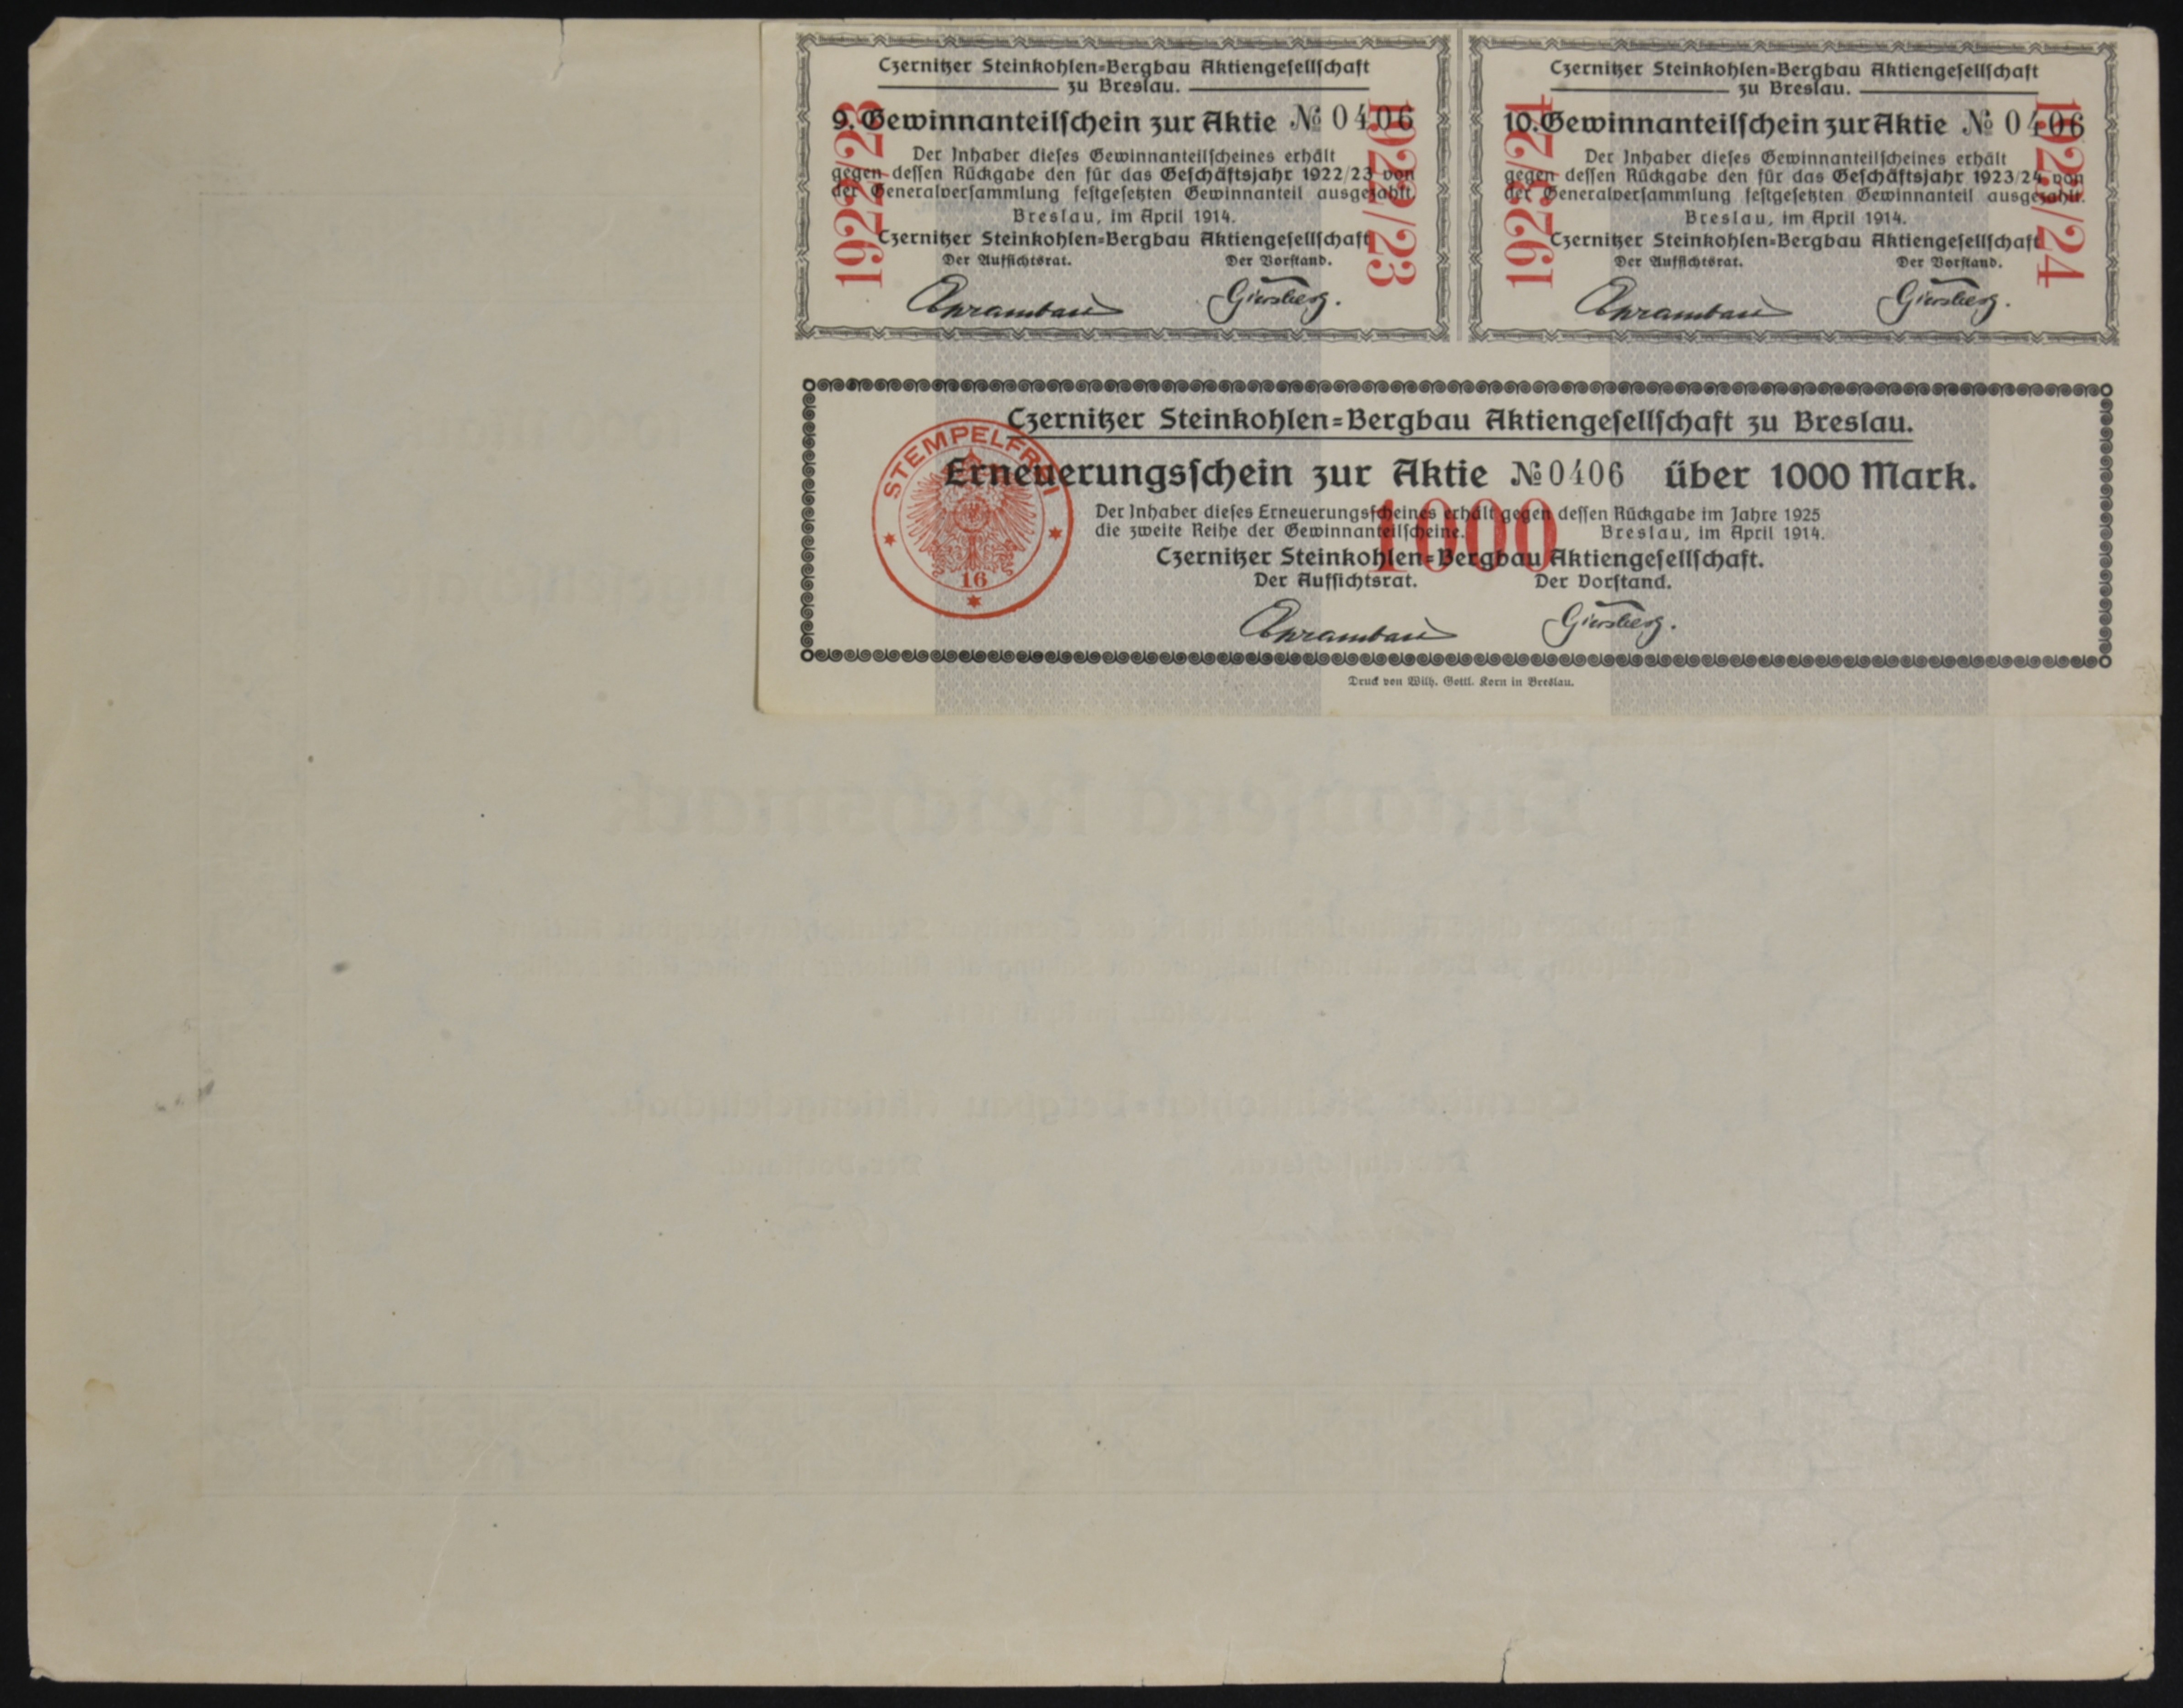 Czernitzer Steinkohlen=Bergbau Aktiengeſellſchaft
zu Breslau.
9. Gewinnanteilſchein zur Aktie № 0406
Der Inhaber dieſes Gewinnanteilſcheines erhält
gegen deſſen Rückgabe den für das Geſchäftsjahr 1922/23 von
der Generalverſammlung feſtgeſetzten Gewinnanteil ausgezahlt.
Breslau, im April 1914.
Czernitzer Steinkohlen=Bergbau Aktiengeſellſchaft
Der Aufſichtsrat. Der Vorſtand.
1922/23
1922/23
Czernitzer Steinkohlen=Bergbau Aktiengeſellſchaft
zu Breslau.
10. Gewinnanteilſchein zur Aktie № 0406
Der Inhaber dieſes Gewinnanteilſcheines erhält
gegen deſſen Rückgabe den für das Geſchäftsjahr 1923/24 von
der Generalverſammlung feſtgeſetzten Gewinnanteil ausgezahlt.
Breslau, im April 1914.
Czernitzer Steinkohlen=Bergbau Aktiengeſellſchaft
Der Aufſichtsrat. Der Vorſtand.
1923/24
1923/24
Czernitzer Steinkohlen=Bergbau Aktiengeſellſchaft zu Breslau.
Erneuerungsſchein zur Aktie № 0406 über 1000 Mark.
Der Inhaber dieſes Erneuerungsſcheines erhält gegen deſſen Rückgabe im Jahre 1925
die zweite Reihe der Gewinnanteilſcheine. Breslau, im April 1914.
Czernitzer Steinkohlen=Bergbau Aktiengeſellſchaft.
Der Aufſichtsrat. Der Vorſtand.
1000
STEMPELFREI
16
Druck von Wilh. Gottl. Korn in Breslau.